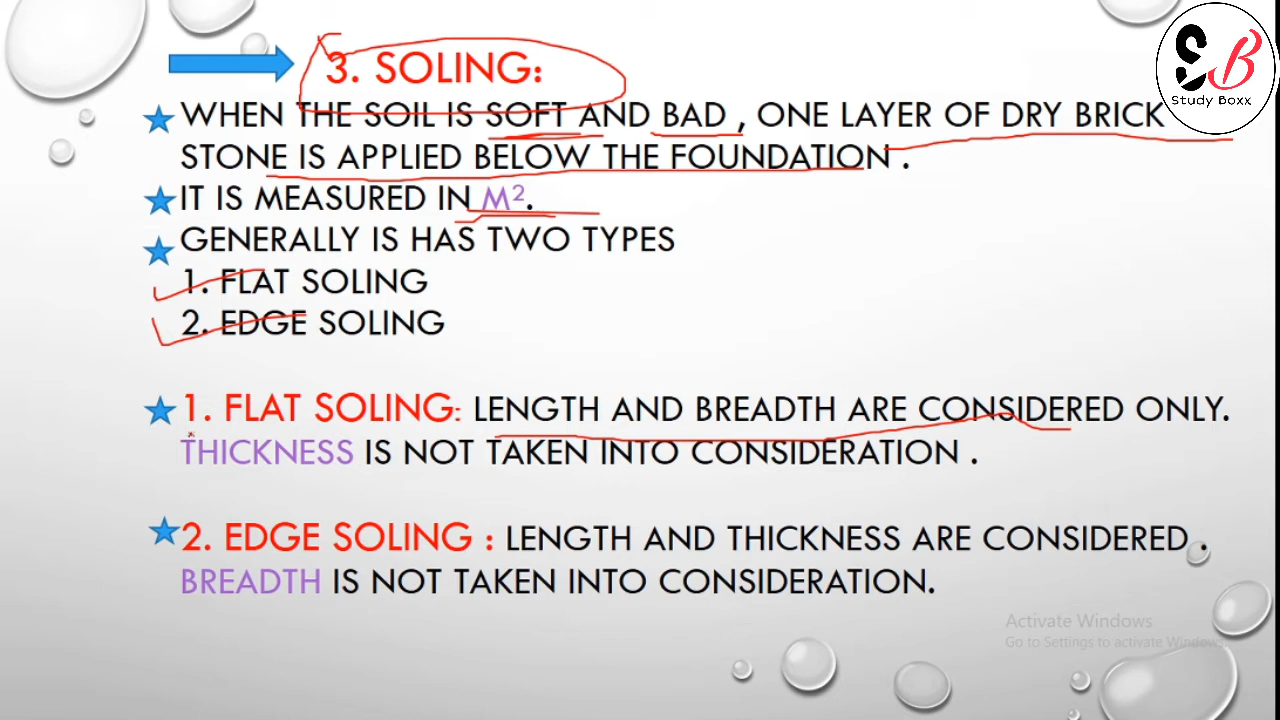 3. SOLING:
WHEN THE SOIL IS SOFT AND BAD , ONE LAYER OF DRY BRICK
STONE IS APPLIED BELOW THE FOUNDATION .
IT IS MEASURED IN M².
GENERALLY IS HAS TWO TYPES
1. FLAT SOLING
2. EDGE SOLING
1. FLAT SOLING: LENGTH AND BREADTH ARE CONSIDERED ONLY.
THICKNESS IS NOT TAKEN INTO CONSIDERATION .
2. EDGE SOLING : LENGTH AND THICKNESS ARE CONSIDERED .
BREADTH IS NOT TAKEN INTO CONSIDERATION.
SB
Study Boxx
Activate Windows
Go to Settings to activate Windows.